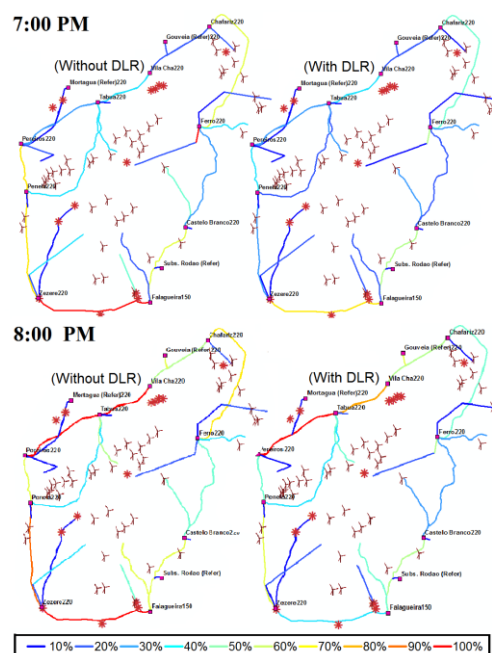 7:00 PM
Chafariz220
Gouveia (Refer)220
(Without DLR)
Vila Cha220
Mortagua (Refer)220
Tabua220
Ferro220
Penela220
Castelo Branco220
Subs. Rodao (Refer)
Zezere220
Falagueira150
Chafariz220
Gouveia (Refer)220
(With DLR)
Vila Cha220
Mortagua (Refer)220
Tabua220
Ferro220
Penela220
Castelo Branco220
Subs. Rodao (Refer)
Zezere220
Falagueira150
8:00 PM
Chafariz220
Gouveia (Refer)220
(Without DLR)
Vila Cha220
Mortagua (Refer)220
Tabua220
Ferro220
Penela220
Subs. Rodao (Refer)
Zezere220
Falagueira150
Chafariz220
Gouveia (Refer)220
(With DLR)
Vila Cha220
Mortagua (Refer)220
Tabua220
Ferro220
Penela220
Castelo Branco220
Subs. Rodao (Refer)
Zezere220
Falagueira150
10% 20% 30% 40% 50% 60% 70% 80% 90% 100%